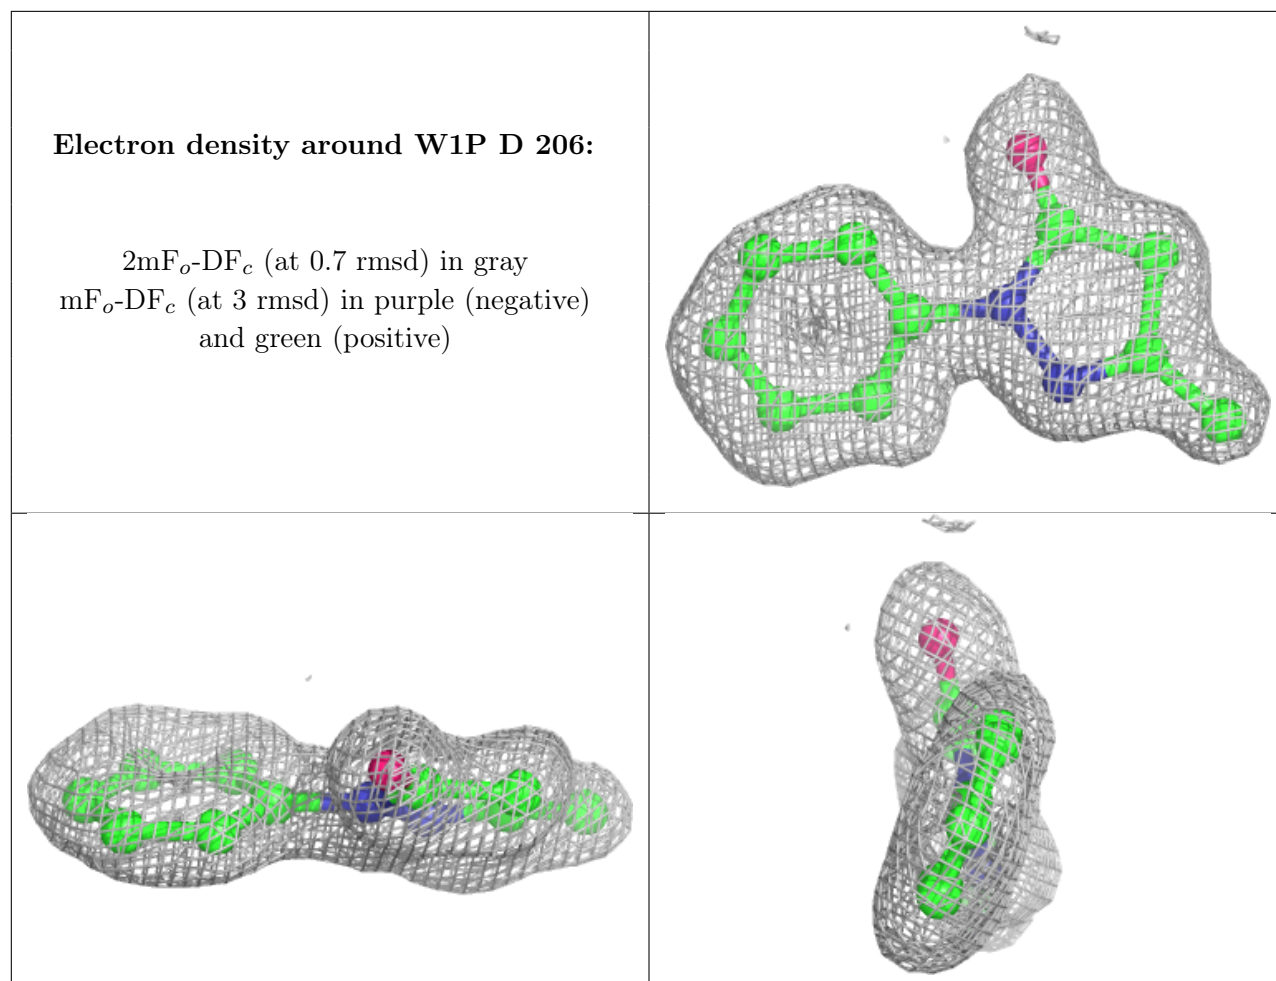 Electron density around W1P D 206:
2mFo-DFc (at 0.7 rmsd) in gray
mFo-DFc (at 3 rmsd) in purple (negative)
and green (positive)